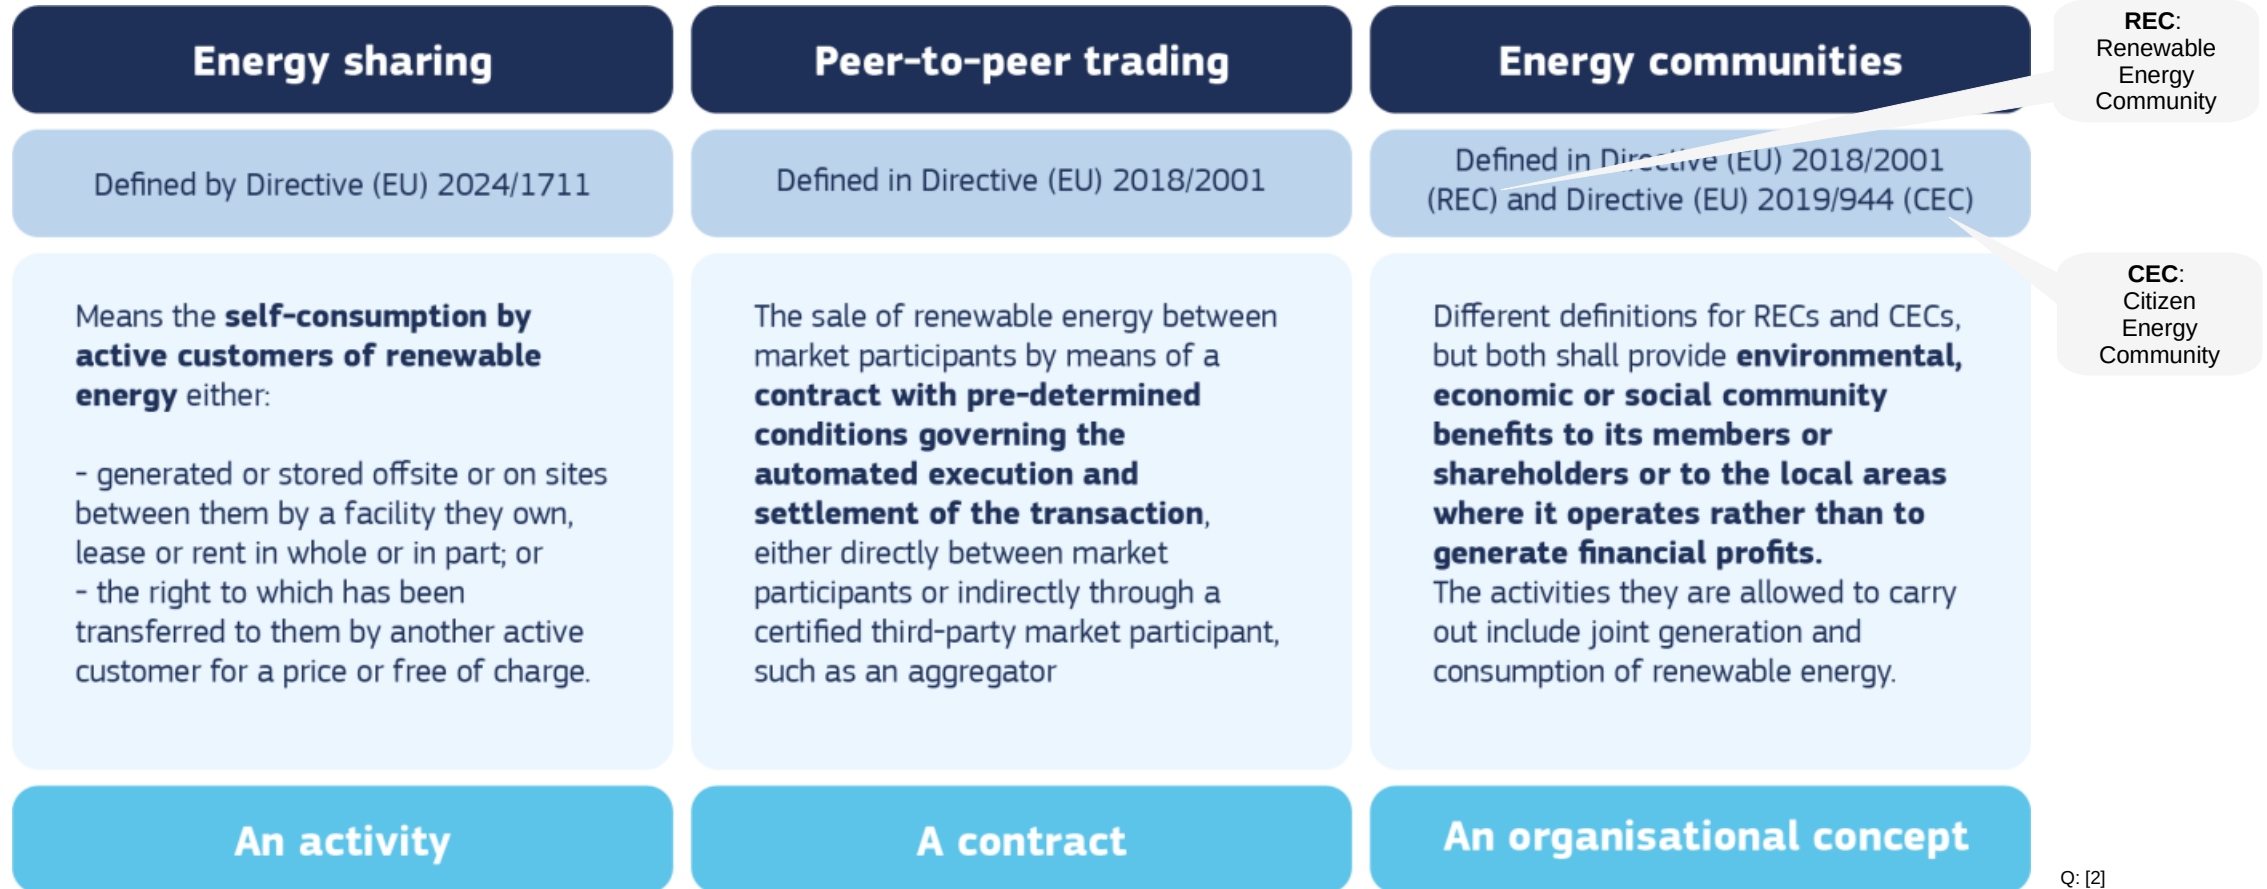 Energy sharing
Defined by Directive (EU) 2024/1711
Means the self-consumption by
active customers of renewable
energy either:
- generated or stored offsite or on sites
between them by a facility they own,
lease or rent in whole or in part; or
- the right to which has been
transferred to them by another active
customer for a price or free of charge.
An activity
Peer-to-peer trading
Defined in Directive (EU) 2018/2001
The sale of renewable energy between
market participants by means of a
contract with pre-determined
conditions governing the
automated execution and
settlement of the transaction,
either directly between market
participants or indirectly through a
certified third-party market participant,
such as an aggregator
A contract
Energy communities
Defined in Directive (EU) 2018/2001
(REC) and Directive (EU) 2019/944 (CEC)
Different definitions for RECs and CECs,
but both shall provide environmental,
economic or social community
benefits to its members or
shareholders or to the local areas
where it operates rather than to
generate financial profits.
The activities they are allowed to carry
out include joint generation and
consumption of renewable energy.
An organisational concept
REC:
Renewable
Energy
Community
CEC:
Citizen
Energy
Community
Q: [2]